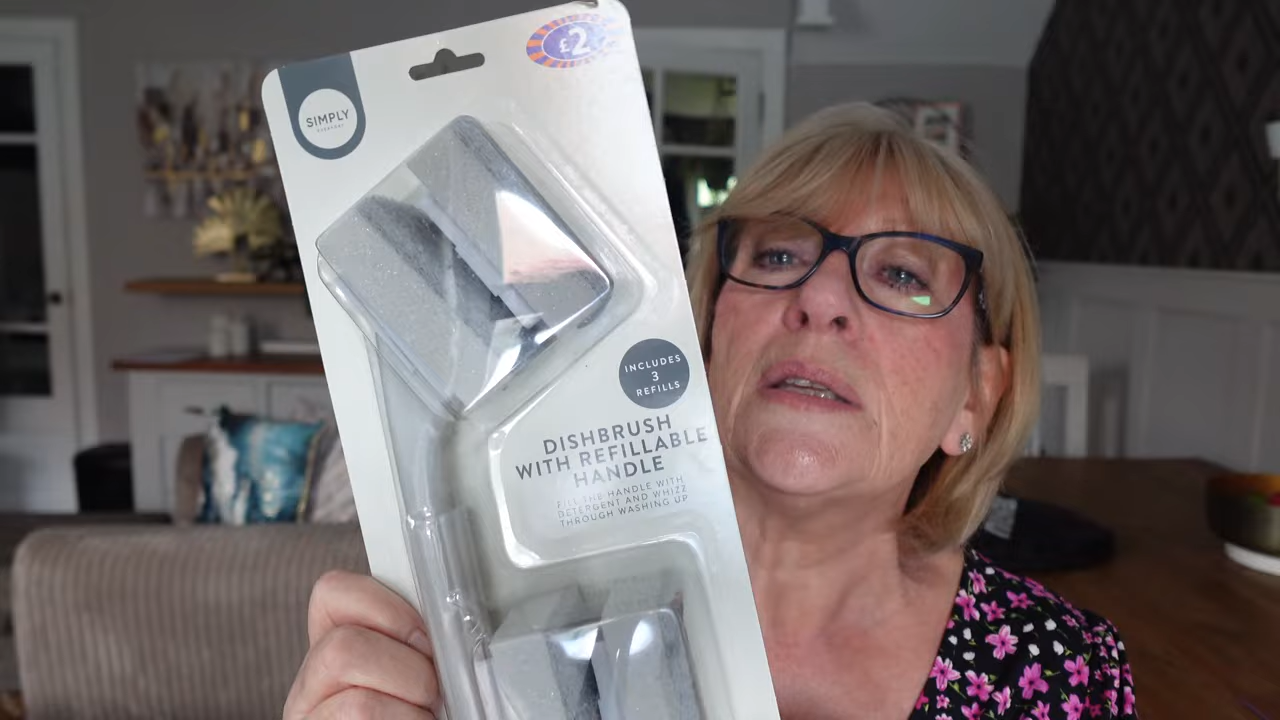 £2
SIMPLY
EVERYDAY
INCLUDES
3
REFILLS
DISHBRUSH
WITH REFILLABLE
HANDLE
FILL THE HANDLE WITH
DETERGENT AND WHIZZ
THROUGH WASHING UP